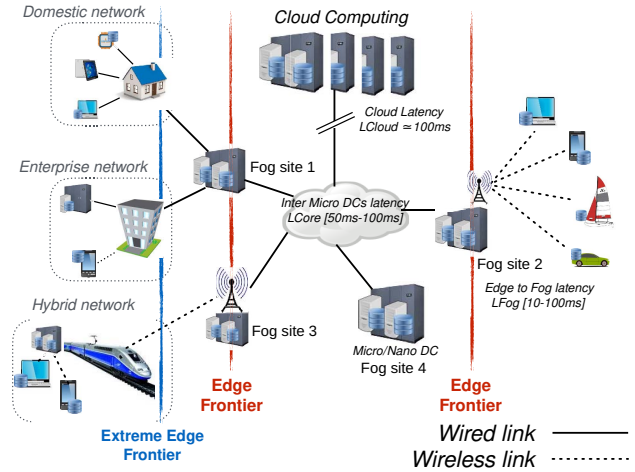 Domestic network
Cloud Computing
Cloud Latency
LCloud ≃ 100ms
Enterprise network
Fog site 1
Inter Micro DCs latency
LCore [50ms-100ms]
Fog site 2
Edge to Fog latency
LFog [10-100ms]
Hybrid network
Fog site 3
Micro/Nano DC
Fog site 4
Edge
Frontier
Edge
Frontier
Extreme Edge
Frontier
Wired link
Wireless link